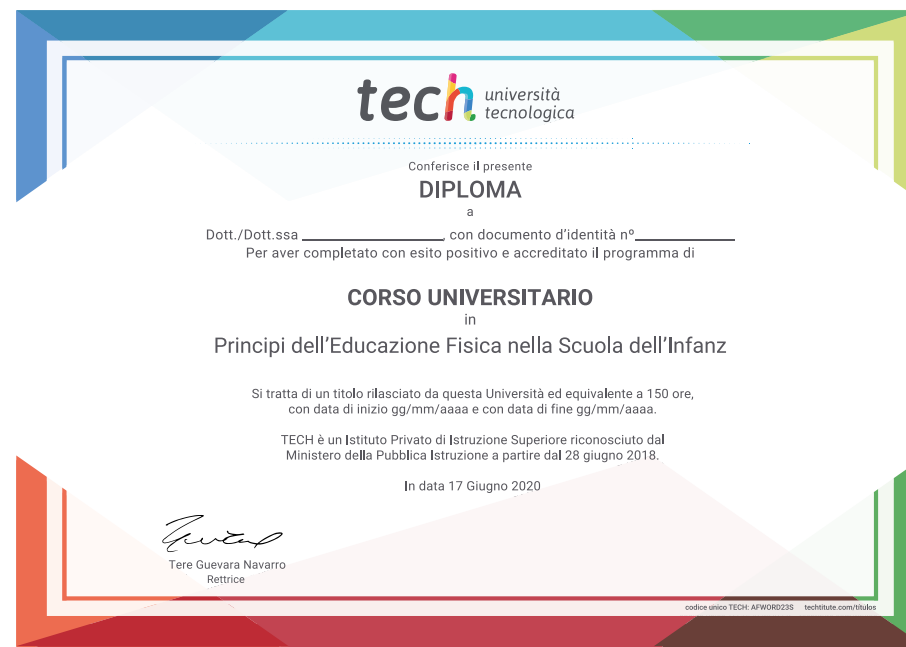 tech università
tecnologica
Conferisce il presente
DIPLOMA
a
Dott./Dott.ssa _________________, con documento d'identità nº____________
Per aver completato con esito positivo e accreditato il programma di
CORSO UNIVERSITARIO
in
Principi dell'Educazione Fisica nella Scuola dell'Infanz
Si tratta di un titolo rilasciato da questa Università ed equivalente a 150 ore,
con data di inizio gg/mm/aaaa e con data di fine gg/mm/aaaa.
TECH è un Istituto Privato di Istruzione Superiore riconosciuto dal
Ministero della Pubblica Istruzione a partire dal 28 giugno 2018.
In data 17 Giugno 2020
Tere Guevara Navarro
Rettrice
codice unico TECH: AFWORD23S techtitute.com/títulos